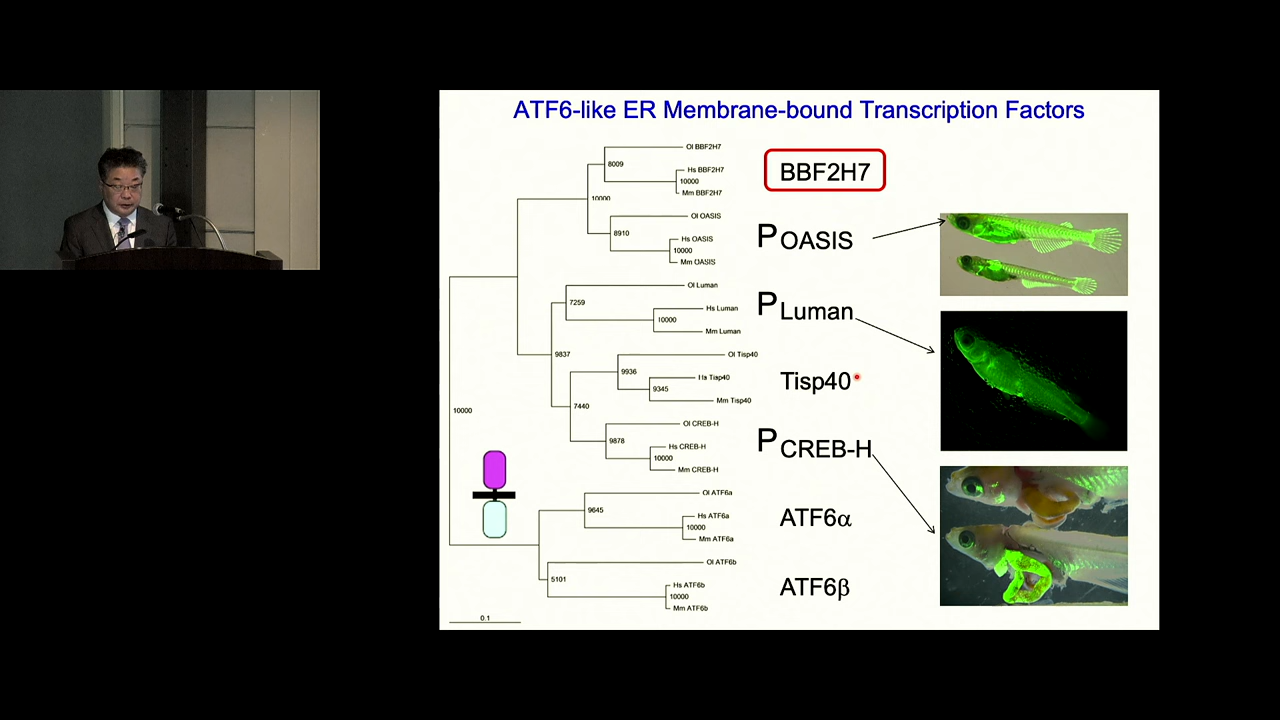 ATF6-like ER Membrane-bound Transcription Factors
Ol BBF2H7
8009
Hs BBF2H7
10000
Mm BBF2H7
10000
BBF2H7
Ol OASIS
8910
Hs OASIS
10000
Mm OASIS
POASIS
Ol Luman
7259
Hs Luman
10000
Mm Luman
PLuman
9837
Ol Tisp40
9936
Hs Tisp40
9345
Mm Tisp40
Tisp40
7440
10000
Ol CREB-H
9878
Hs CREB-H
10000
Mm CREB-H
PCREB-H
Ol ATF6a
9645
Hs ATF6a
10000
Mm ATF6a
ATF6α
Ol ATF6b
5101
Hs ATF6b
10000
Mm ATF6b
ATF6β
0.1